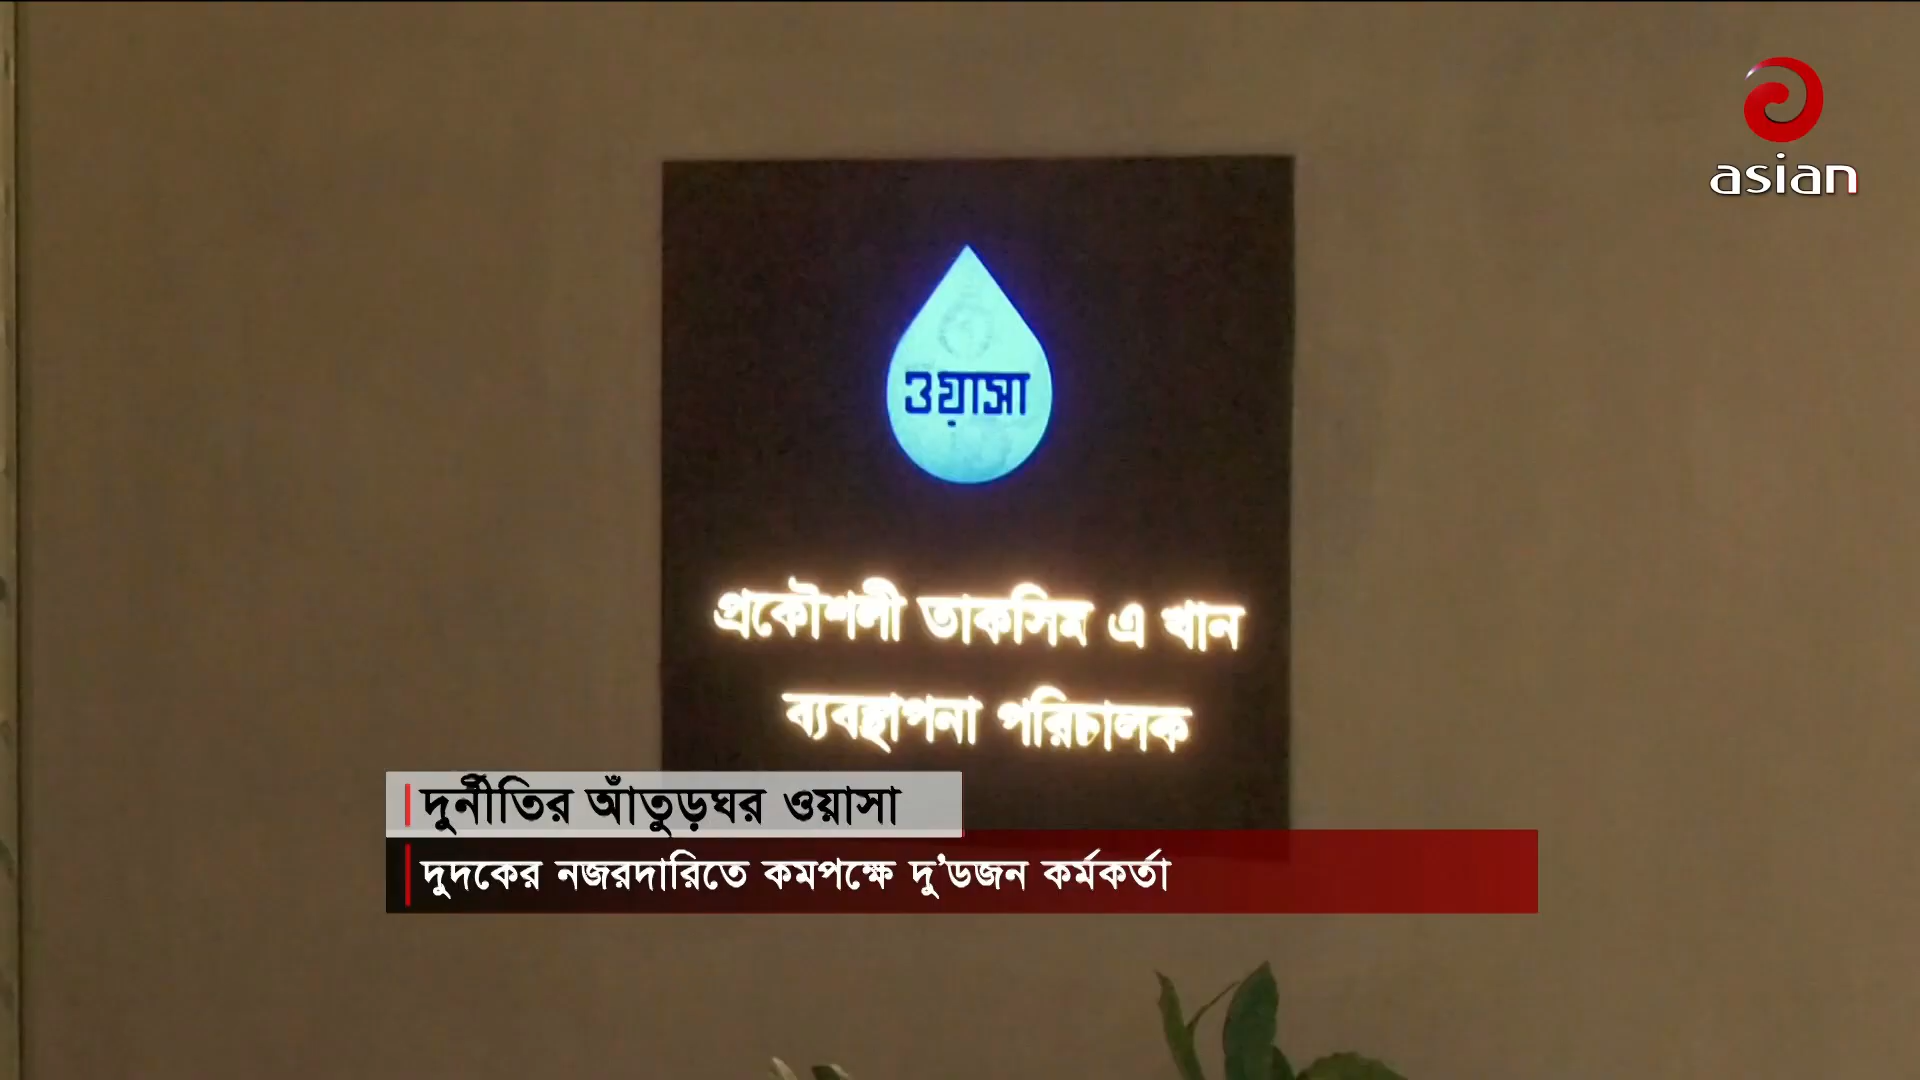 asian
ওয়াসা
প্রকৌশলী তাকসিম এ খান
ব্যবস্থাপনা পরিচালক
দুর্নীতির আঁতুড়ঘর ওয়াসা
দুদকের নজরদারিতে কমপক্ষে দু'ডজন কর্মকর্তা